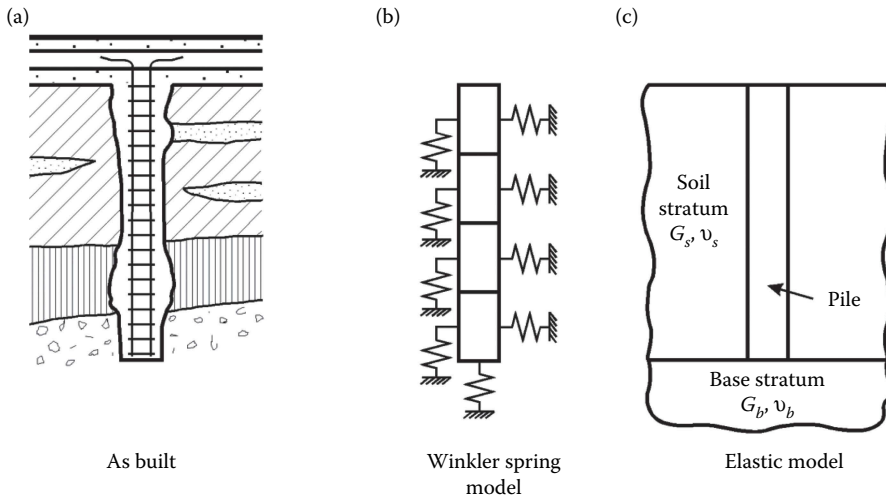 (a)
(b)
(c)
Soil
stratum
G_s, υ_s
Pile
Base stratum
G_b, υ_b
As built
Winkler spring
model
Elastic model